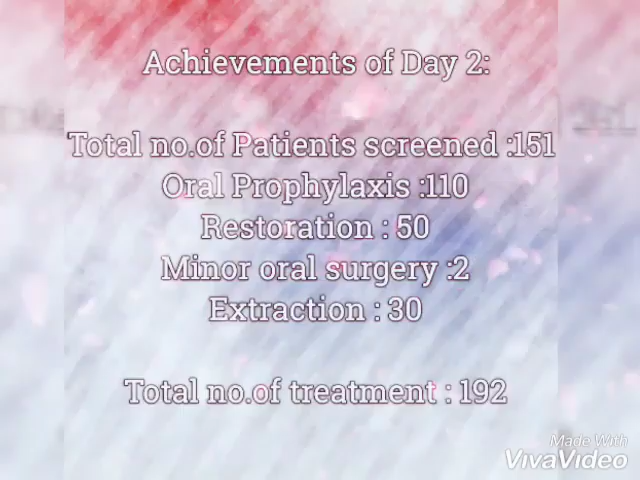 Achievements of Day 2:
Total no.of Patients screened :151
Oral Prophylaxis :110
Restoration : 50
Minor oral surgery :2
Extraction : 30
Total no.of treatment : 192
Made With
VivaVideo